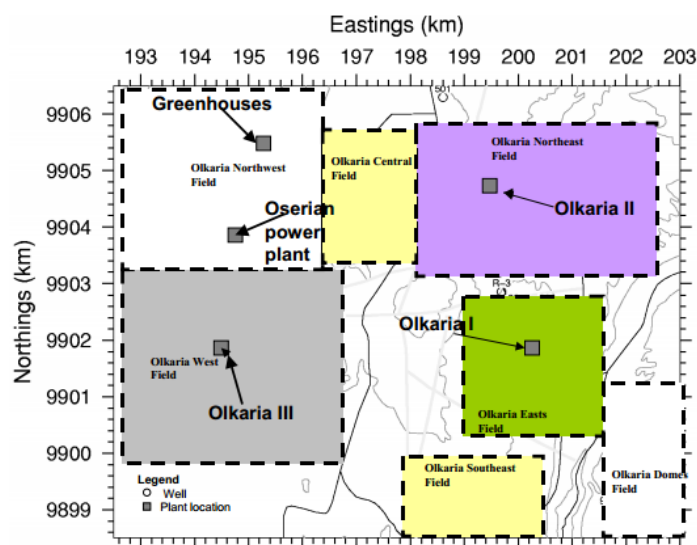 Eastings (km)
193 194 195 196 197 198 199 200 201 202 203
Northings (km)
9906
9905
9904
9903
9902
9901
9900
9899
501
Greenhouses
Olkaria Northwest
Field
Oserian
power
plant
Olkaria Central
Field
Olkaria Northeast
Field
Olkaria II
R-3
Olkaria I
Olkaria West
Field
Olkaria III
Olkaria Easts
Field
Olkaria Southeast
Field
Olkaria Domes
Field
Legend
Well
Plant location